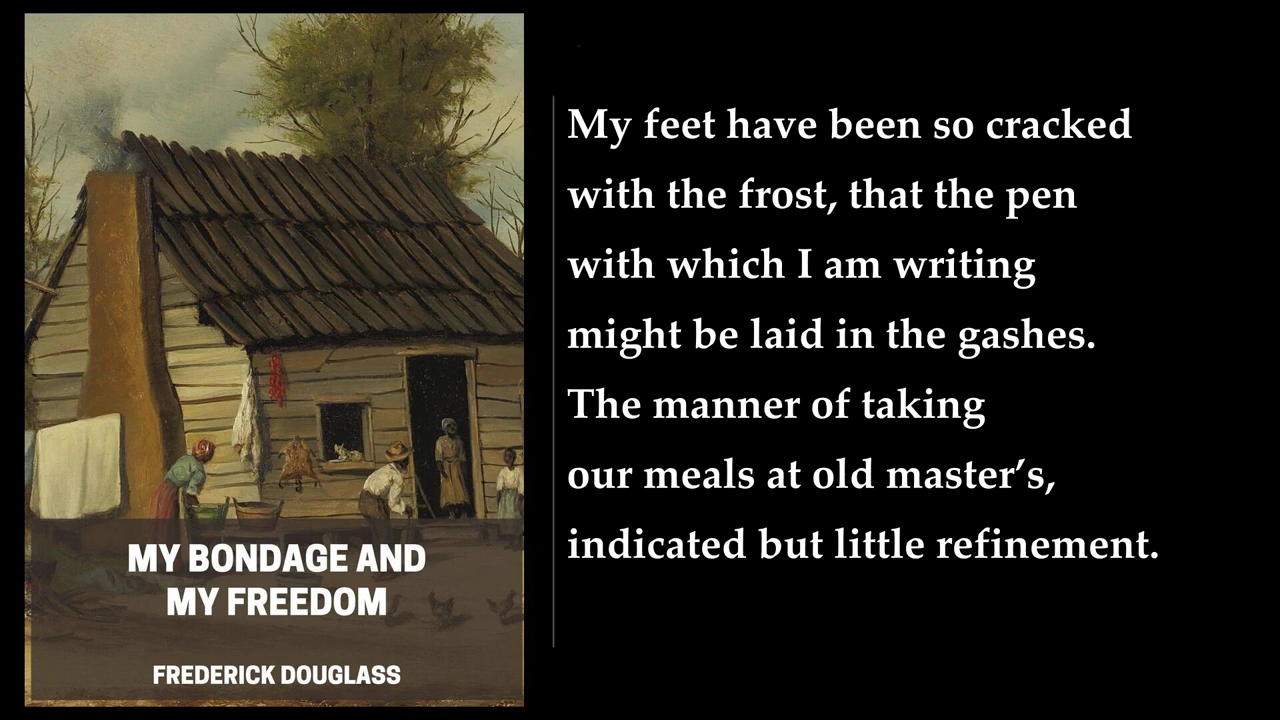 MY BONDAGE AND
MY FREEDOM
FREDERICK DOUGLASS
My feet have been so cracked
with the frost, that the pen
with which I am writing
might be laid in the gashes.
The manner of taking
our meals at old master’s,
indicated but little refinement.